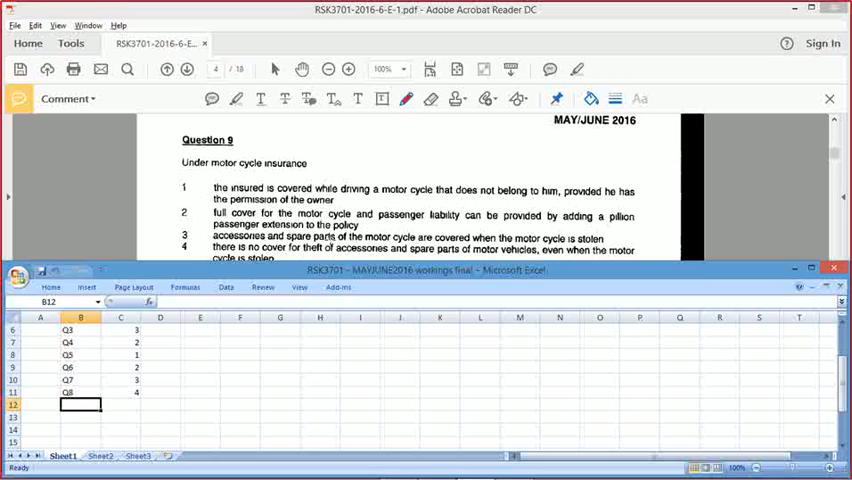 RSK3701-2016-6-E-1.pdf - Adobe Acrobat Reader DC
File Edit View Window Help
Home Tools RSK3701-2016-6-E... × Sign In
4 / 18 100%
Comment
MAY/JUNE 2016
Question 9
Under motor cycle insurance
1 the insured is covered while driving a motor cycle that does not belong to him, provided he has
the permission of the owner
2 full cover for the motor cycle and passenger liability can be provided by adding a pillion
passenger extension to the policy
3 accessories and spare parts of the motor cycle are covered when the motor cycle is stolen
4 there is no cover for theft of accessories and spare parts of motor vehicles, even when the motor
cycle is stolen
RSK3701 - MAYJUNE2016 workings final - Microsoft Excel
Home Insert Page Layout Formulas Data Review View Add-Ins
B12 fx
A B C D E F G H I J K L M N O P Q R S T U
6 Q3 3
7 Q4 2
8 Q5 1
9 Q6 2
10 Q7 3
11 Q8 4
12
13
14
15
Sheet1 Sheet2 Sheet3
Ready 100%